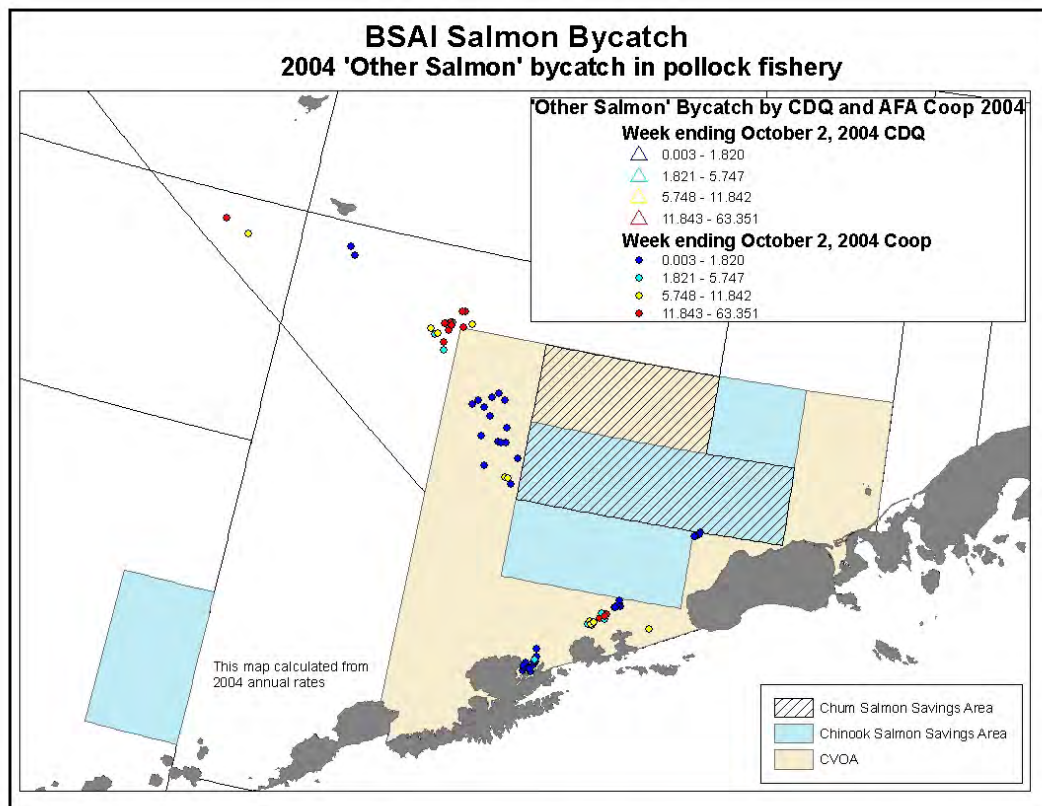 BSAI Salmon Bycatch
2004 'Other Salmon' bycatch in pollock fishery
'Other Salmon' Bycatch by CDQ and AFA Coop 2004
Week ending October 2, 2004 CDQ
0.003 - 1.820
1.821 - 5.747
5.748 - 11.842
11.843 - 63.351
Week ending October 2, 2004 Coop
0.003 - 1.820
1.821 - 5.747
5.748 - 11.842
11.843 - 63.351
This map calculated from
2004 annual rates
Chum Salmon Savings Area
Chinook Salmon Savings Area
CVOA